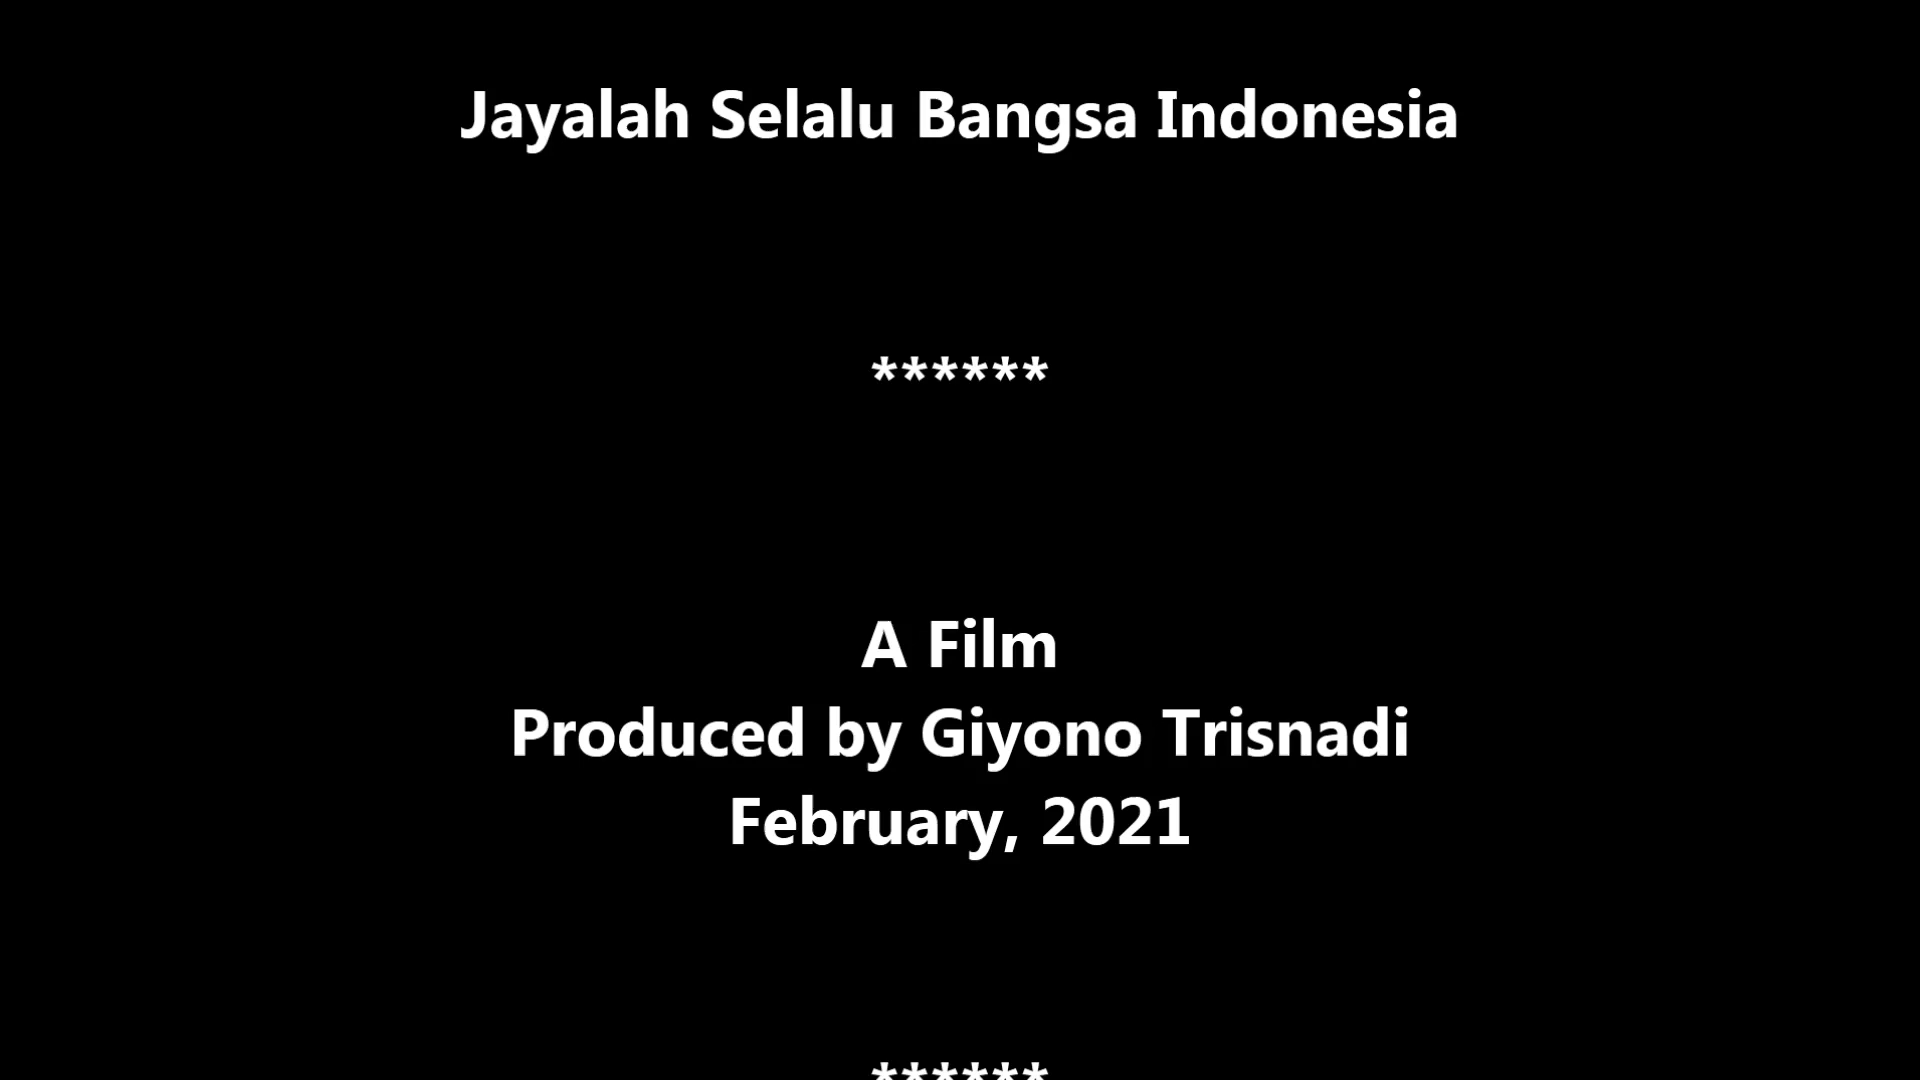 Jayalah Selalu Bangsa Indonesia
******
A Film
Produced by Giyono Trisnadi
February, 2021
******